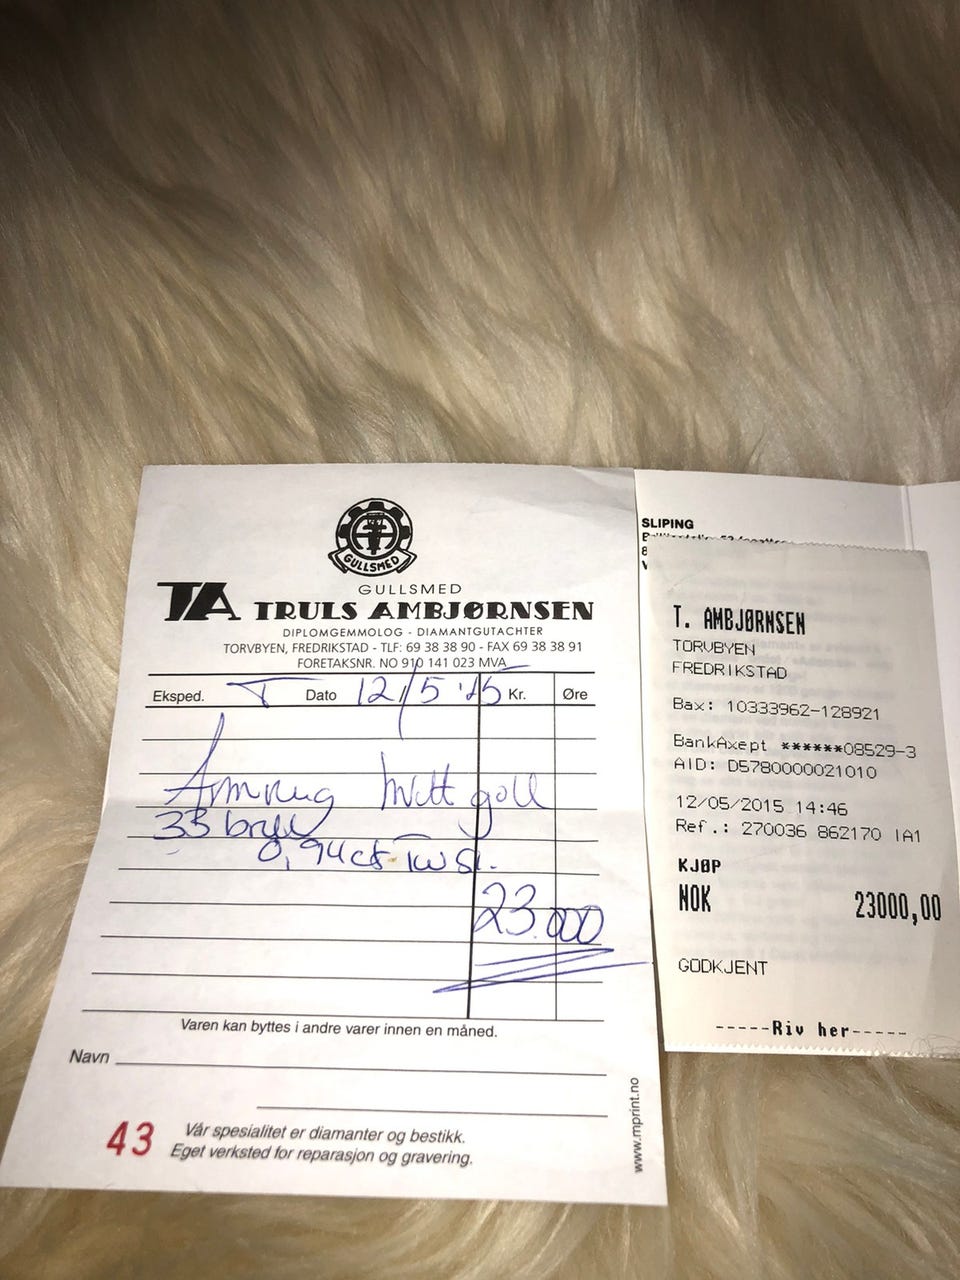 GULLSMED
GULLSMED
TA TRULS AMBJØRNSEN
DIPLOMGEMMOLOG - DIAMANTGUTACHTER
TORVBYEN, FREDRIKSTAD - TLF: 69 38 38 90 - FAX 69 38 38 91
FORETAKSNR. NO 910 141 023 MVA
Eksped. T Dato 12/5 '15 Kr. Øre
Armring hvitt gull
33 brill
0,94ct TW SI.
23.000
Varen kan byttes i andre varer innen en måned.
Navn
43
Vår spesialitet er diamanter og bestikk.
Eget verksted for reparasjon og gravering.
www.mprint.no
SLIPING
T. AMBJØRNSEN
TORVBYEN
FREDRIKSTAD
Bax: 10333962-128921
BankAxept ******08529-3
AID: D5780000021010
12/05/2015 14:46
Ref.: 270036 862170 IA1
KJØP
NOK 23000,00
GODKJENT
-----Riv her-----